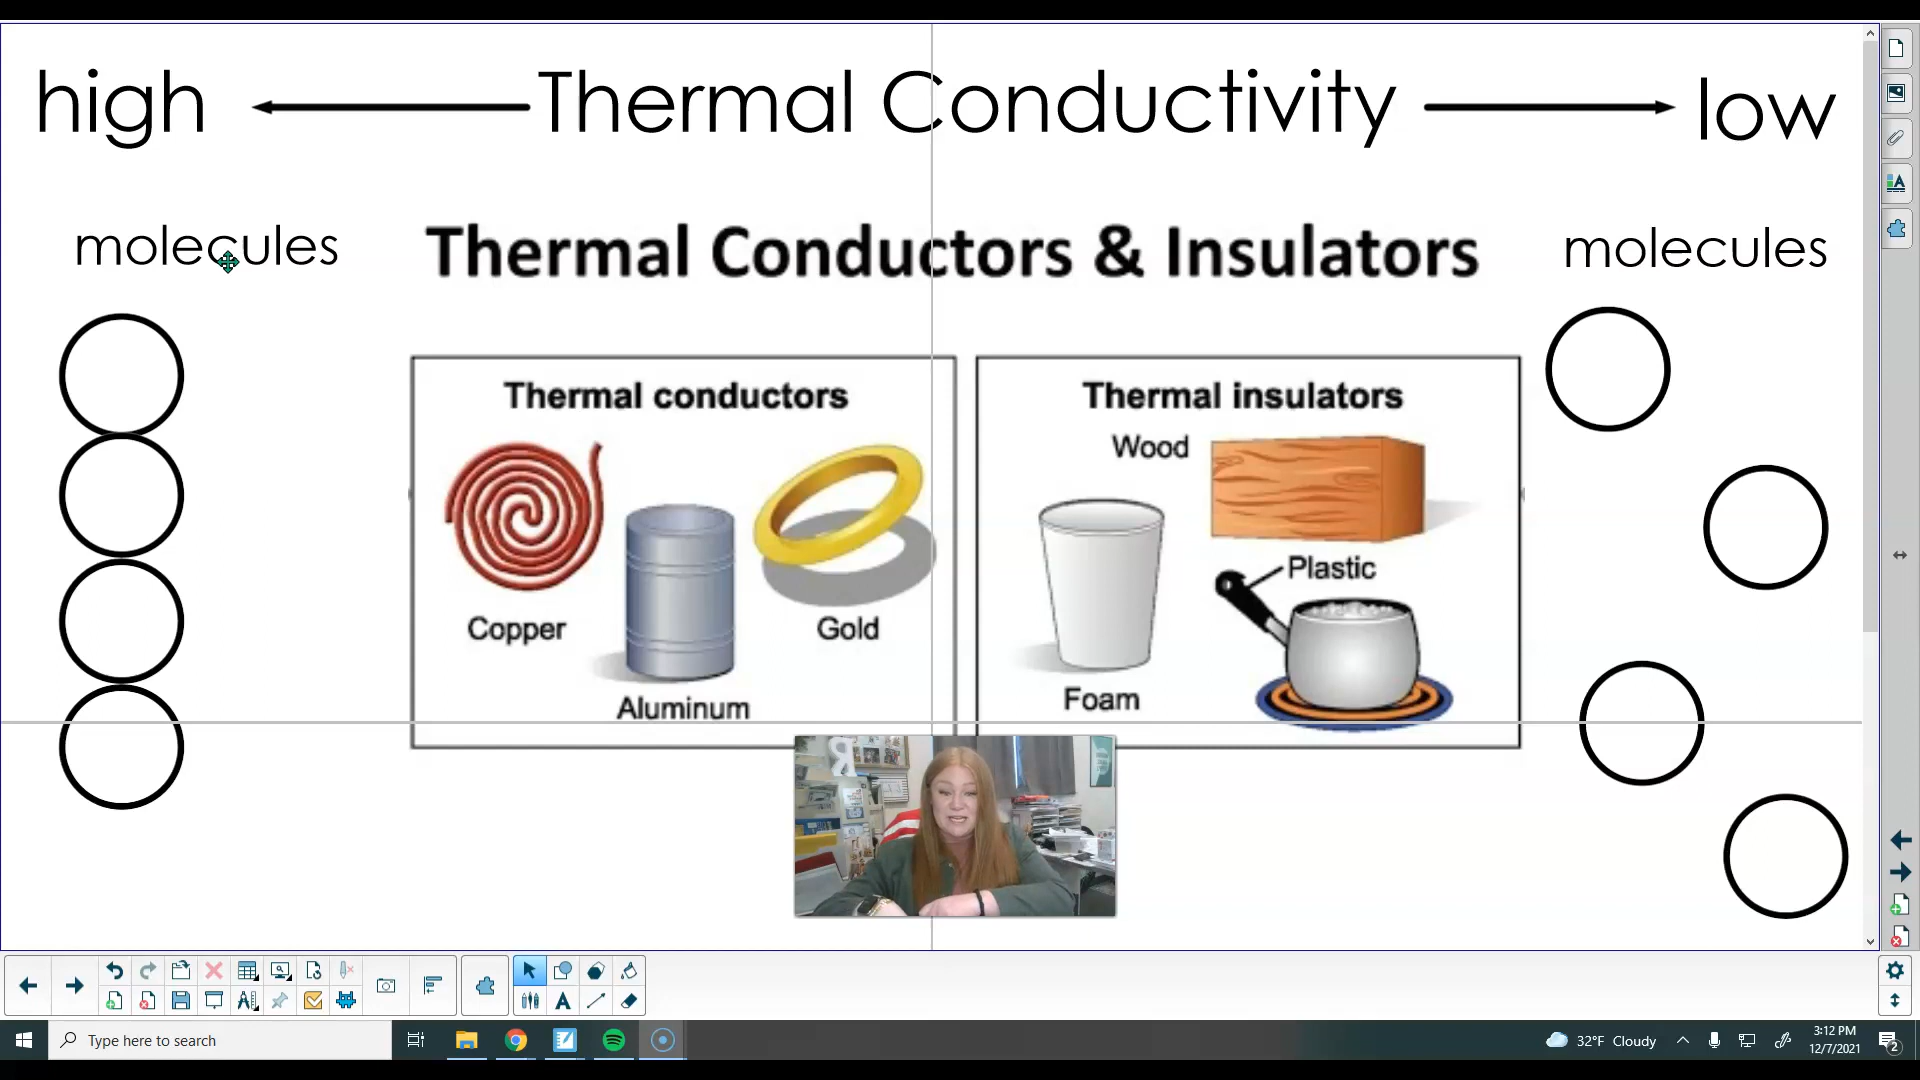 high
Thermal Conductivity
low
molecules
Thermal Conductors & Insulators
molecules
Thermal conductors
Copper
Aluminum
Gold
Thermal insulators
Wood
Plastic
Foam
Type here to search
32°F Cloudy
3:12 PM
12/7/2021
2